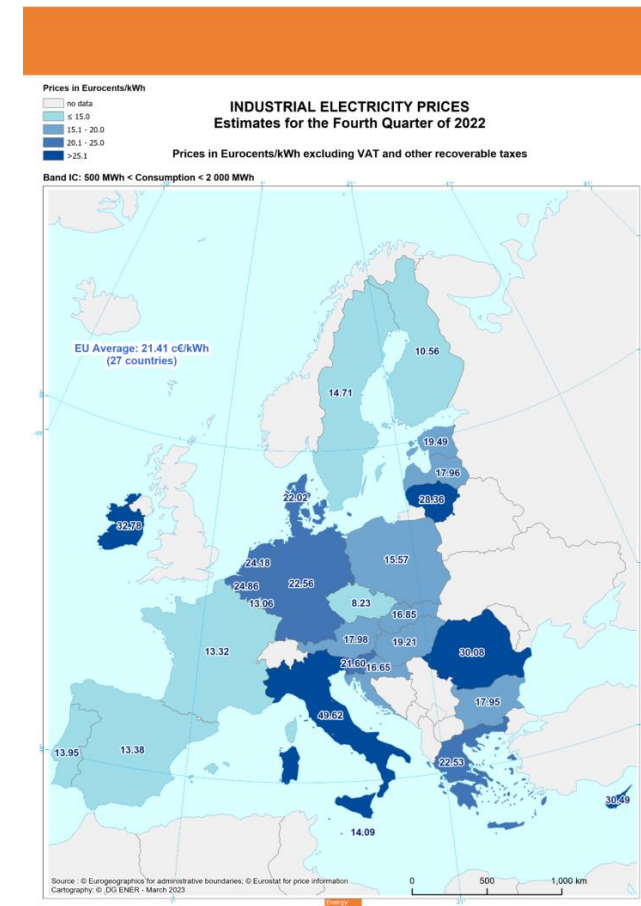 Prices in Eurocents/kWh
no data
≤ 15.0
15.1 - 20.0
20.1 - 25.0
>25.1
INDUSTRIAL ELECTRICITY PRICES
Estimates for the Fourth Quarter of 2022
Prices in Eurocents/kWh excluding VAT and other recoverable taxes
Band IC: 500 MWh < Consumption < 2 000 MWh
EU Average: 21.41 c€/kWh
(27 countries)
10.56
14.71
19.49
17.96
28.36
22.02
32.78
24.18
15.57
24.86
22.56
13.06
8.23
16.85
13.32
17.98
19.21
21.60
16.65
30.08
49.62
17.95
13.95
13.38
22.53
30.49
14.09
Source : © Eurogeographics for administrative boundaries; © Eurostat for price information
Cartography: © DG ENER - March 2023
0 500 1,000 km
Energy